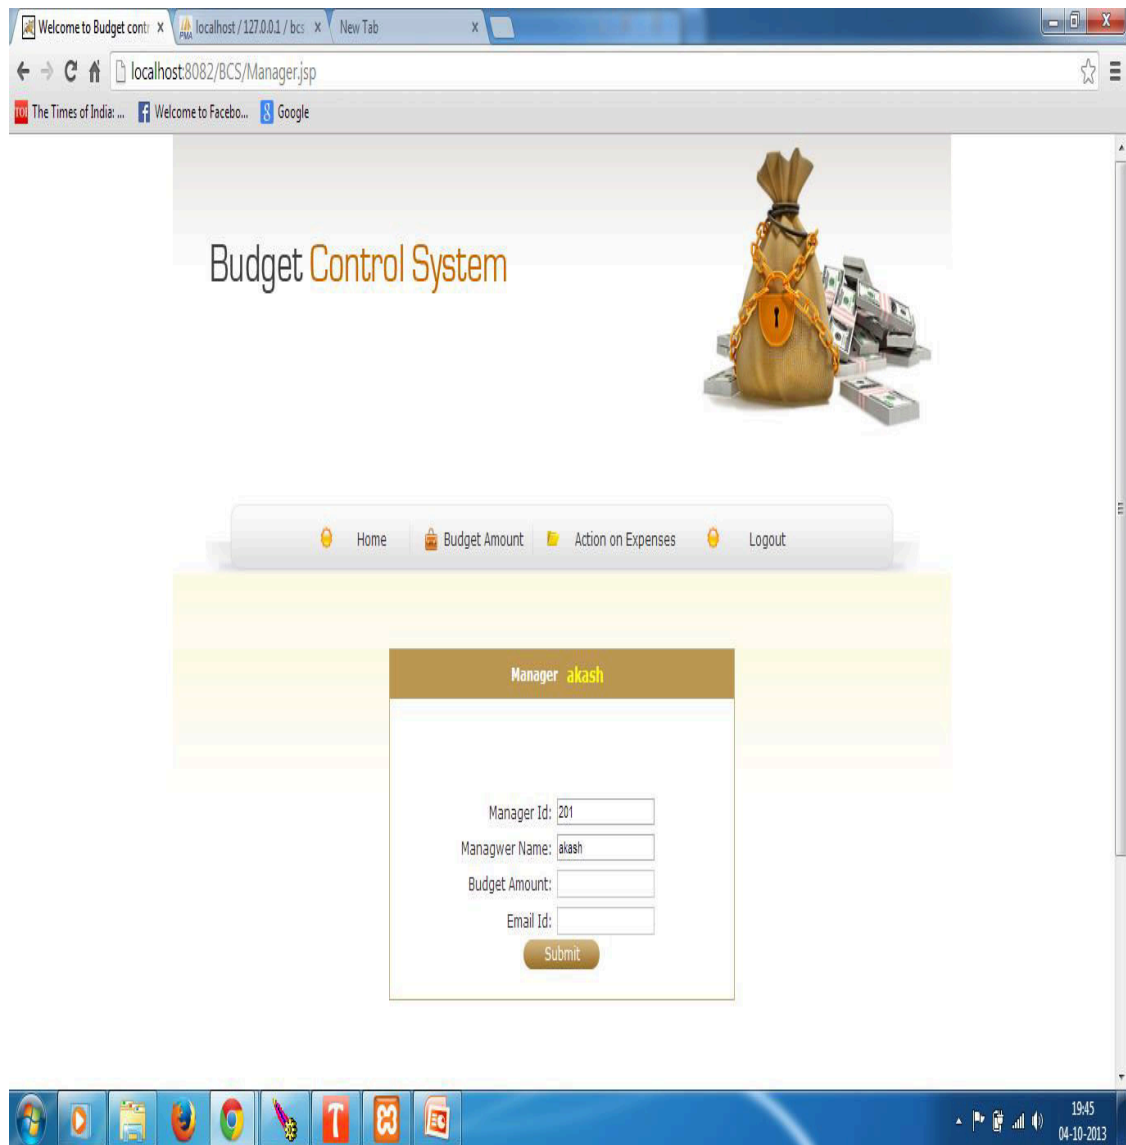 Welcome to Budget contr
localhost / 127.0.0.1 / bcs
New Tab
localhost:8082/BCS/Manager.jsp
The Times of India: ...
Welcome to Facebo...
Google
Budget Control System
Home
Budget Amount
Action on Expenses
Logout
Manager akash
Manager Id: 201
Managwer Name: akash
Budget Amount:
Email Id:
Submit
19:45
04-10-2013